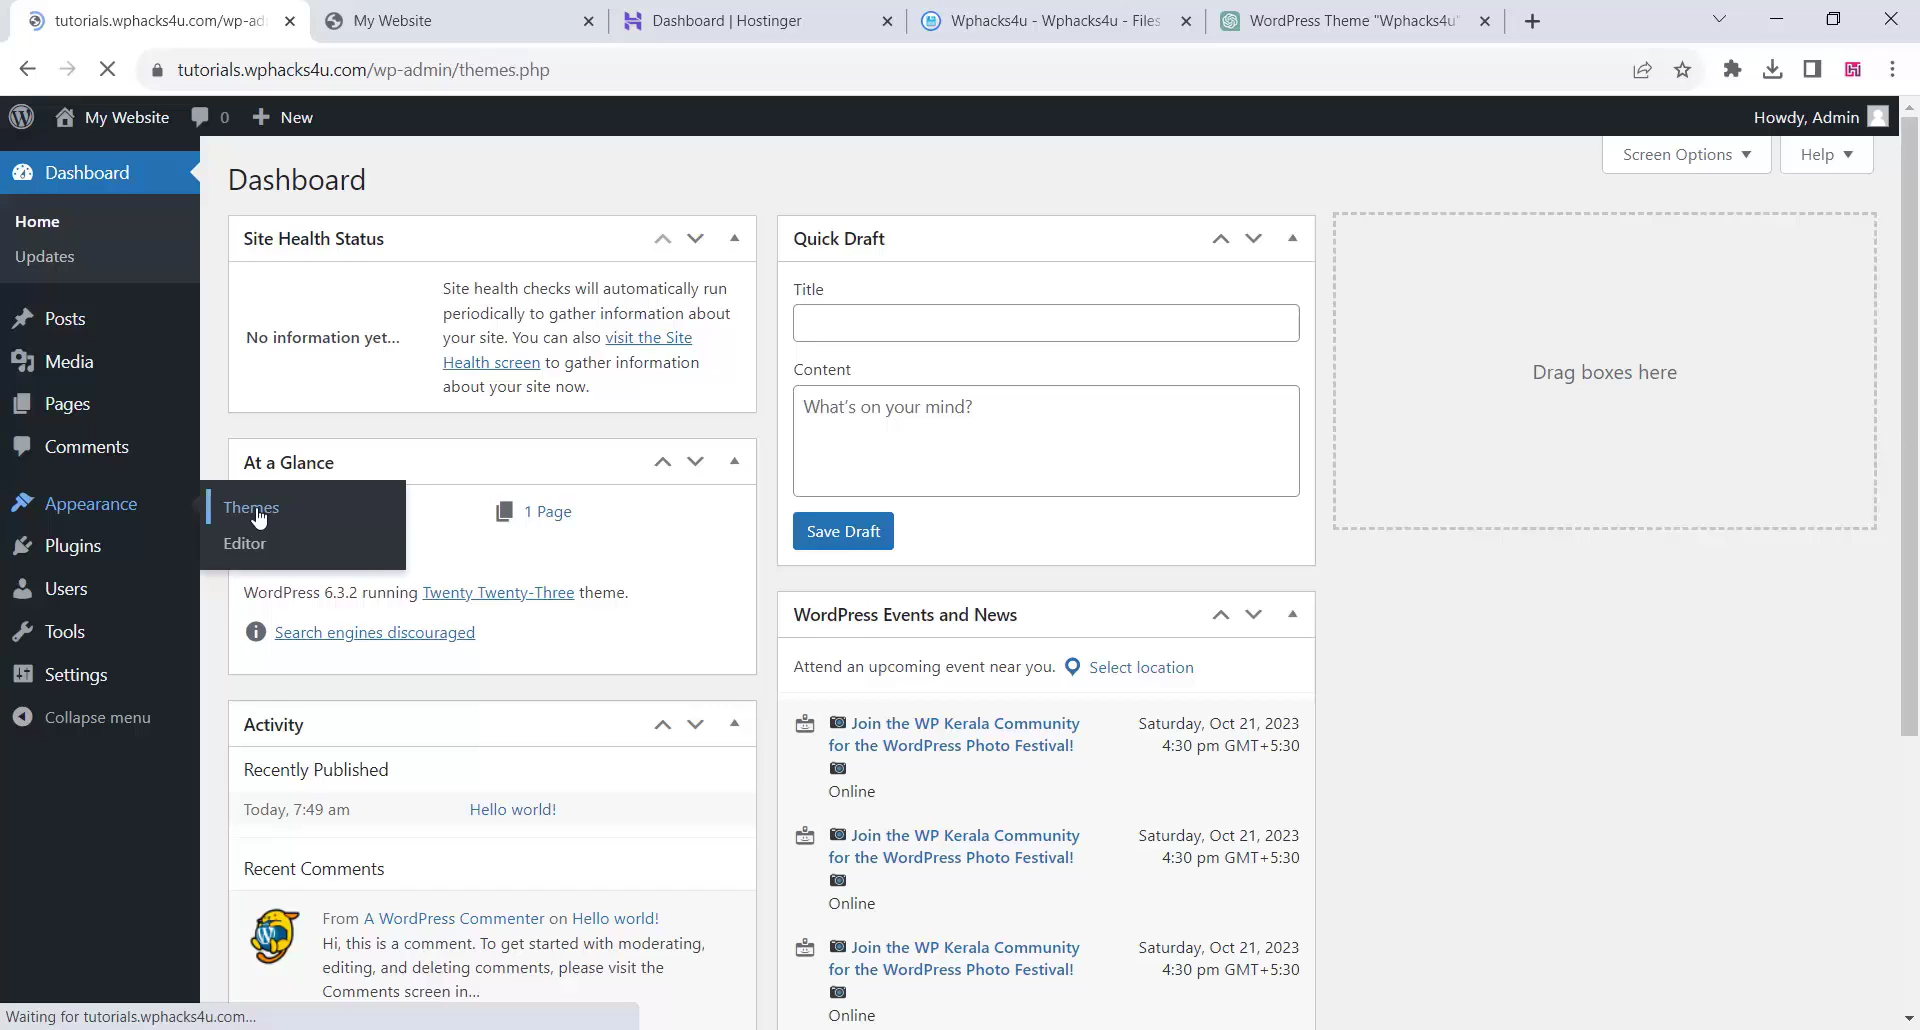 tutorials.wphacks4u.com/wp-ad
My Website
Dashboard | Hostinger
Wphacks4u - Wphacks4u - Files
WordPress Theme "Wphacks4u"
tutorials.wphacks4u.com/wp-admin/themes.php
My Website
0
New
Howdy, Admin
Screen Options
Help
Dashboard
Home
Updates
Posts
Media
Pages
Comments
Appearance
Themes
Editor
Plugins
Users
Tools
Settings
Collapse menu
Dashboard
Site Health Status
No information yet...
Site health checks will automatically run
periodically to gather information about
your site. You can also visit the Site
Health screen to gather information
about your site now.
At a Glance
1 Page
WordPress 6.3.2 running Twenty Twenty-Three theme.
Search engines discouraged
Activity
Recently Published
Today, 7:49 am Hello world!
Recent Comments
From A WordPress Commenter on Hello world!
Hi, this is a comment. To get started with moderating,
editing, and deleting comments, please visit the
Comments screen in...
Quick Draft
Title
Content
What's on your mind?
Save Draft
WordPress Events and News
Attend an upcoming event near you. Select location
Join the WP Kerala Community
for the WordPress Photo Festival!
Online
Saturday, Oct 21, 2023
4:30 pm GMT+5:30
Join the WP Kerala Community
for the WordPress Photo Festival!
Online
Saturday, Oct 21, 2023
4:30 pm GMT+5:30
Join the WP Kerala Community
for the WordPress Photo Festival!
Online
Saturday, Oct 21, 2023
4:30 pm GMT+5:30
Drag boxes here
Waiting for tutorials.wphacks4u.com...